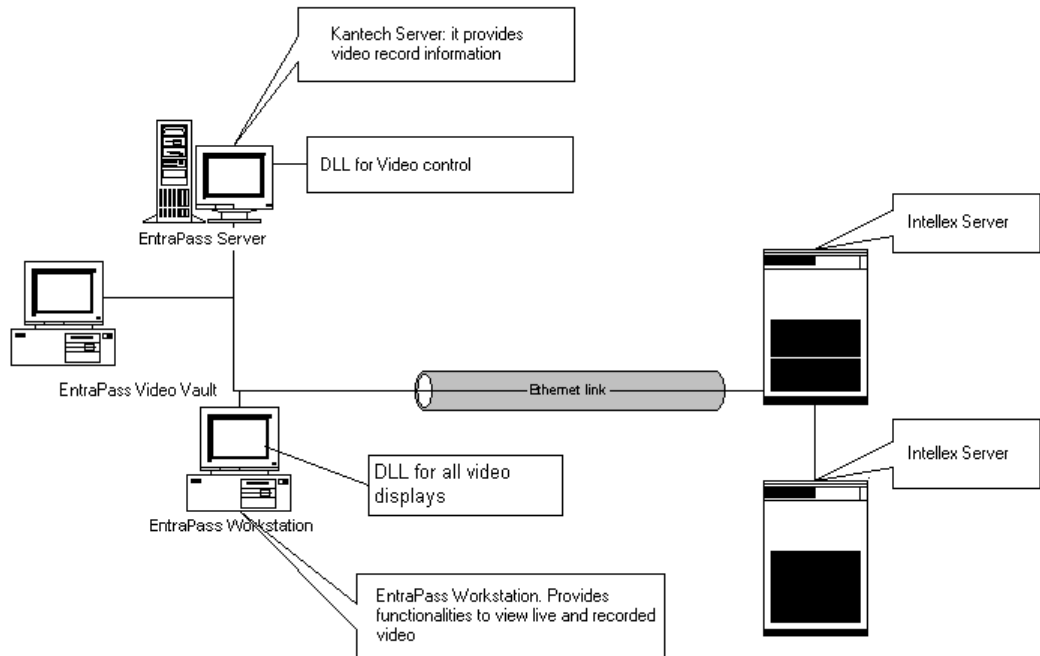 Kantech Server: it provides
video record information
DLL for Video control
EntraPass Server
Intellex Server
EntraPass Video Vault
Ethernet link
Intellex Server
DLL for all video
displays
EntraPass Workstation
EntraPass Workstation. Provides
functionalities to view live and recorded
video